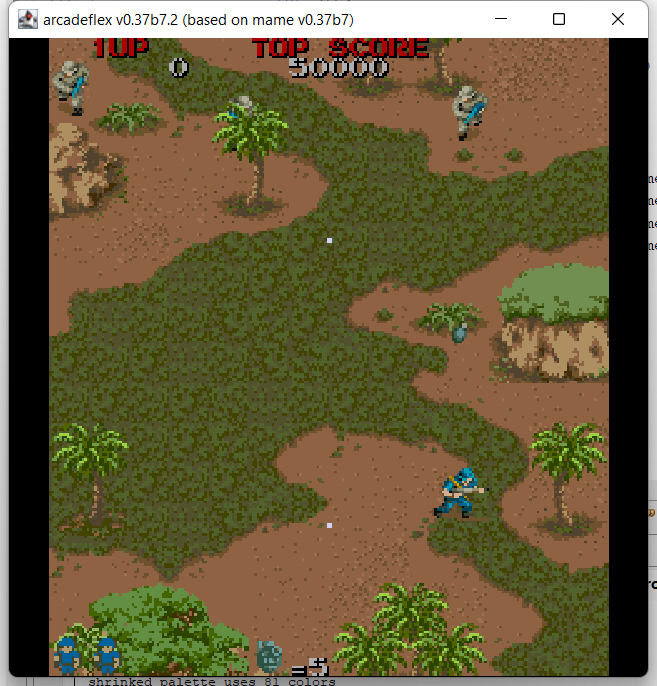 arcadeflex v0.37b7.2 (based on mame v0.37b7)
1UP TOP SCORE
0 50000
=5
shrinked palette uses 81 colors